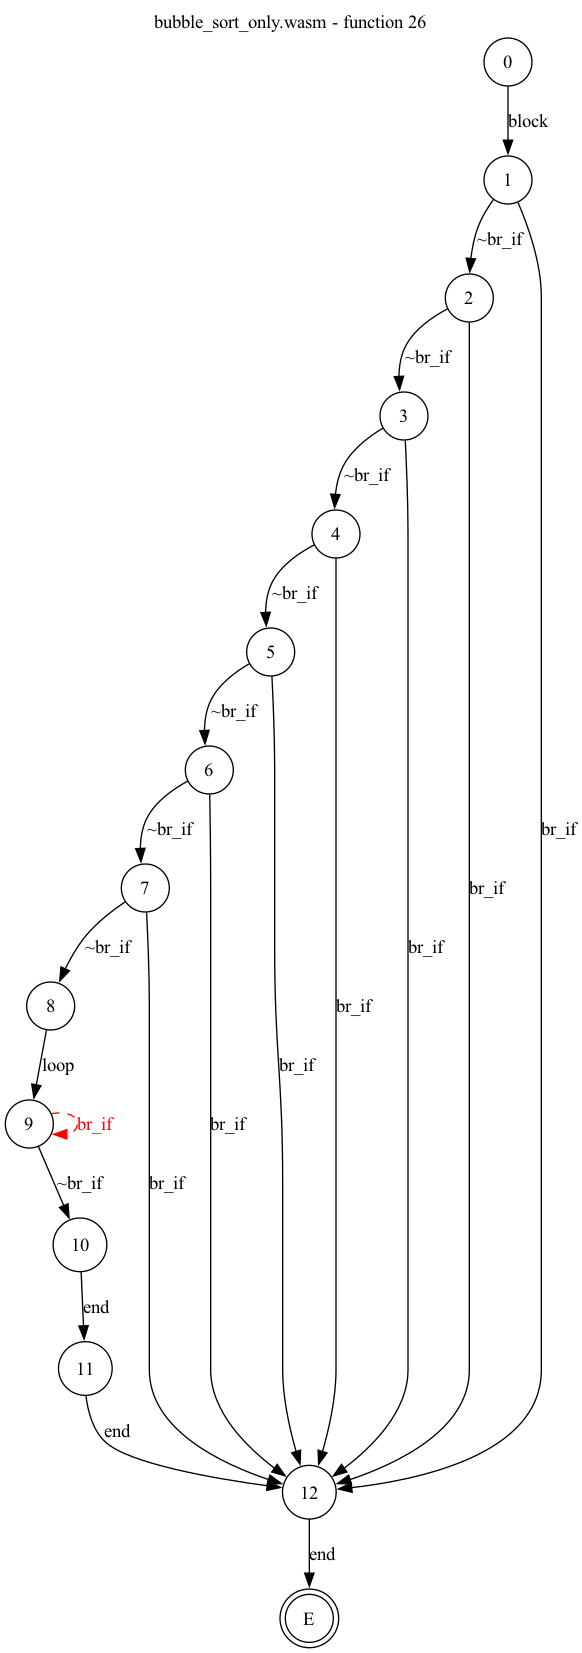 bubble_sort_only.wasm - function 26
0
block
1
~br_if
2
~br_if
3
~br_if
4
~br_if
5
~br_if
6
~br_if
br_if
7
br_if
~br_if
br_if
8
br_if
loop
br_if
9
br_if
br_if
~br_if
br_if
10
end
11
end
12
end
E